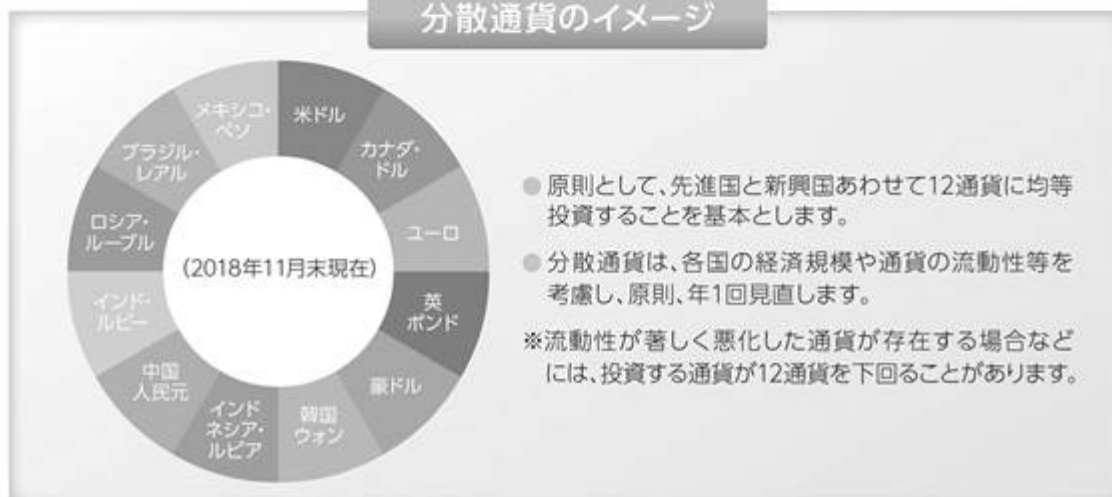 分散通貨のイメージ
米ドル
カナダ・
ドル
ユーロ
英
ポンド
豪ドル
韓国
ウォン
インド
ネシア・
ルピア
中国
人民元
インド・
ルピー
ロシア・
ルーブル
ブラジル・
レアル
メキシコ・
ペソ
(2018年11月末現在)
●原則として、先進国と新興国あわせて12通貨に均等
投資することを基本とします。
●分散通貨は、各国の経済規模や通貨の流動性等を
考慮し、原則、年1回見直します。
※流動性が著しく悪化した通貨が存在する場合など
には、投資する通貨が12通貨を下回ることがあります。